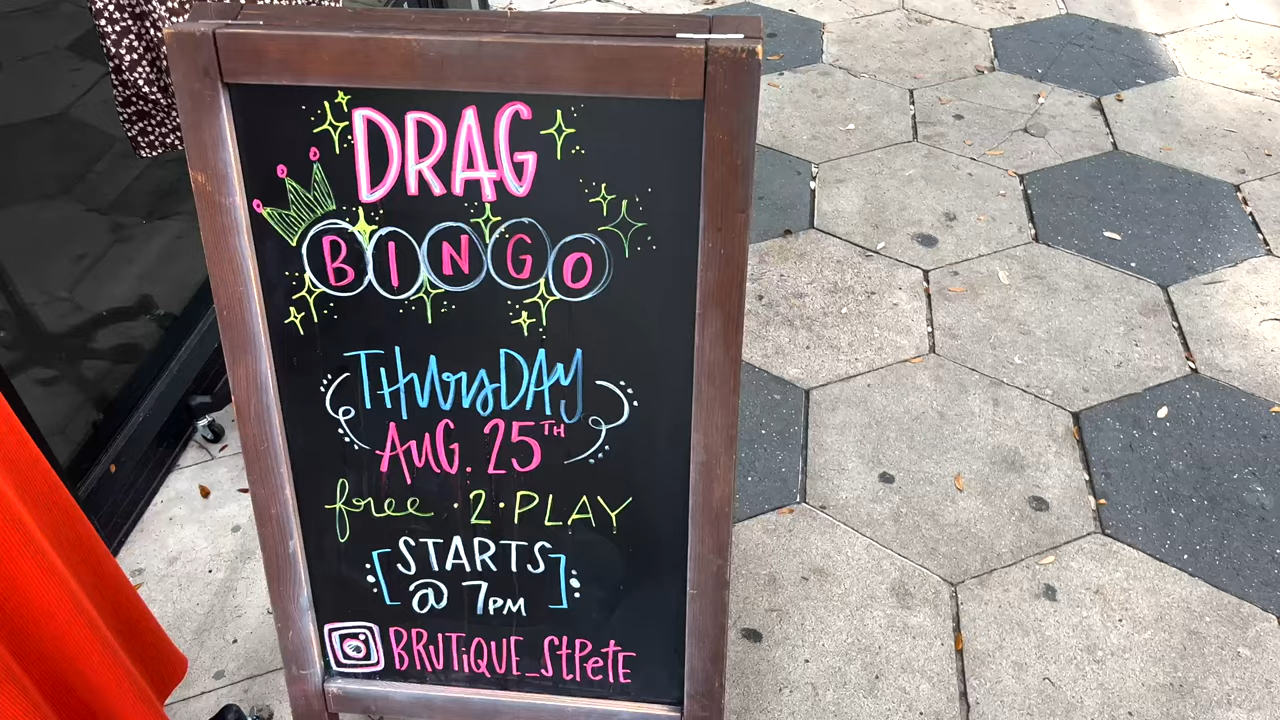 DRAG
BINGO
THURSDAY
AUG. 25TH
free · 2 · PLAY
STARTS
@ 7PM
BRUTiQUE_StPetE